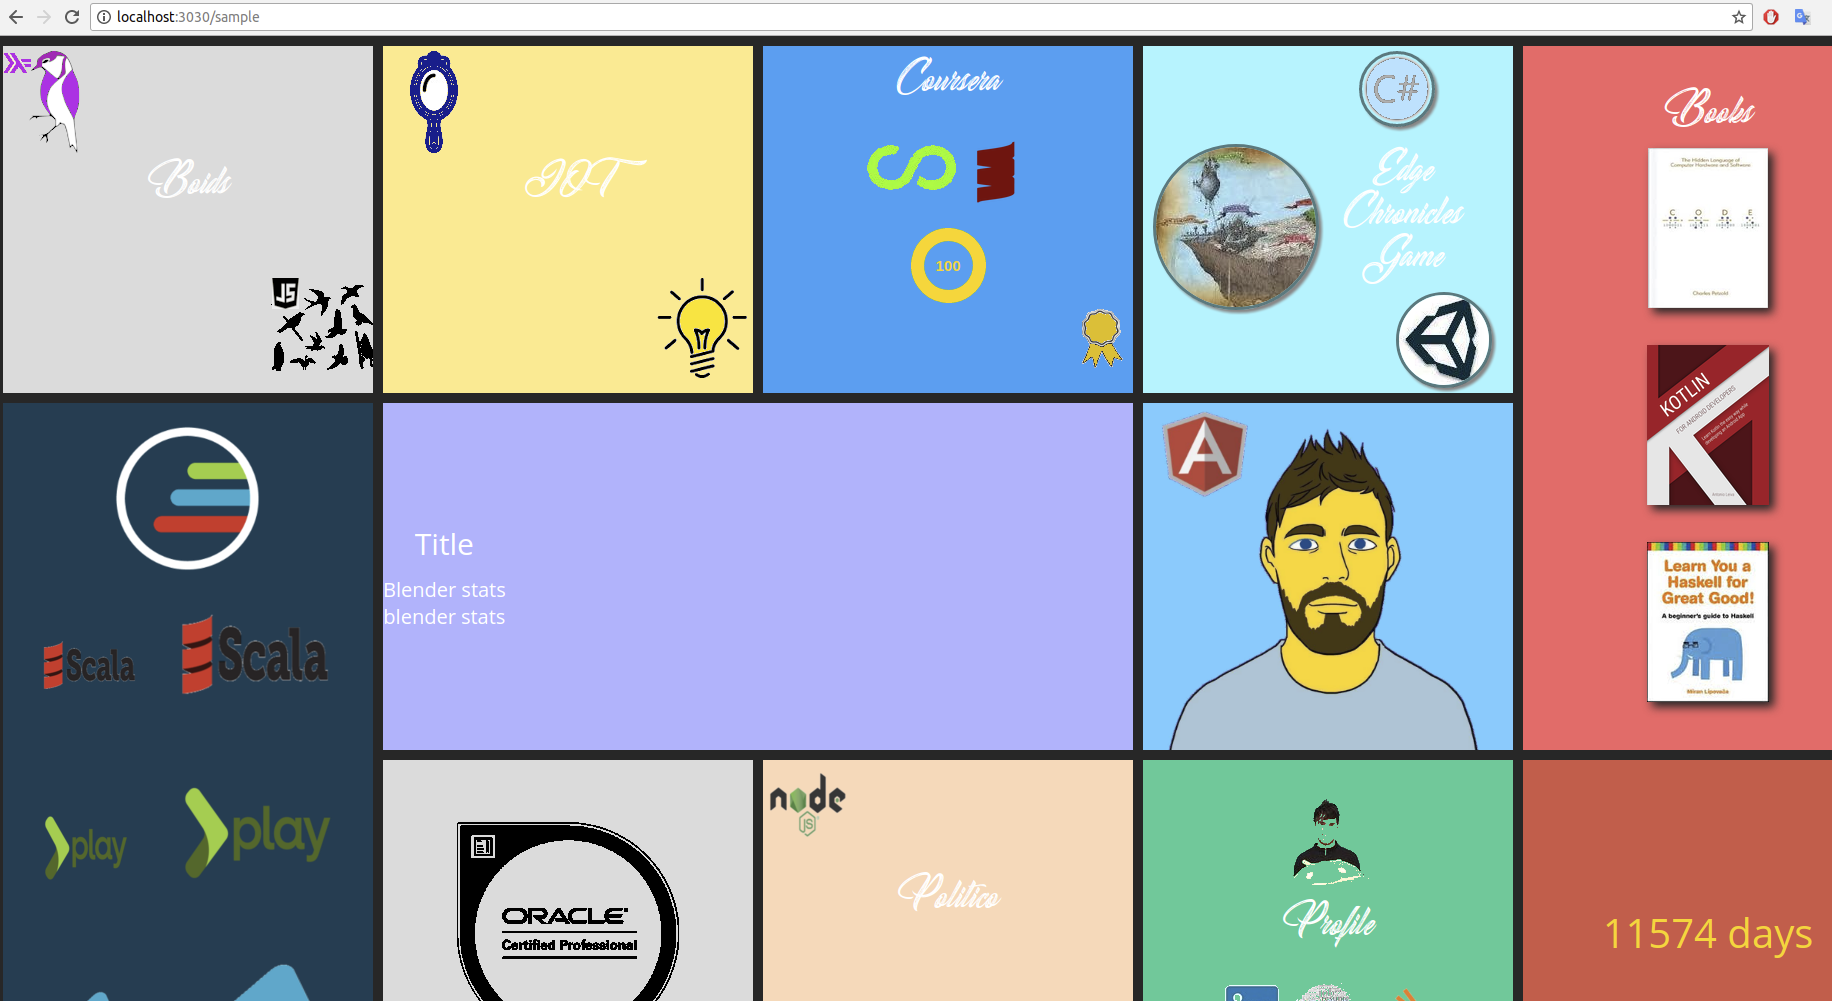 localhost:3030/sample
Boids
JS
IOT
Coursera
100
C#
Edge
Chronicles
Game
Books
The Hidden Language of
Computer Hardware and Software
C O D E
Charles Petzold
KOTLIN
FOR ANDROID DEVELOPERS
Learn You a
Haskell for
Great Good!
A beginner's guide to Haskell
Miran Lipovača
Scala
Scala
play
play
Title
Blender stats
blender stats
A
ORACLE
Certified Professional
node
JS
Politico
Profile
11574 days